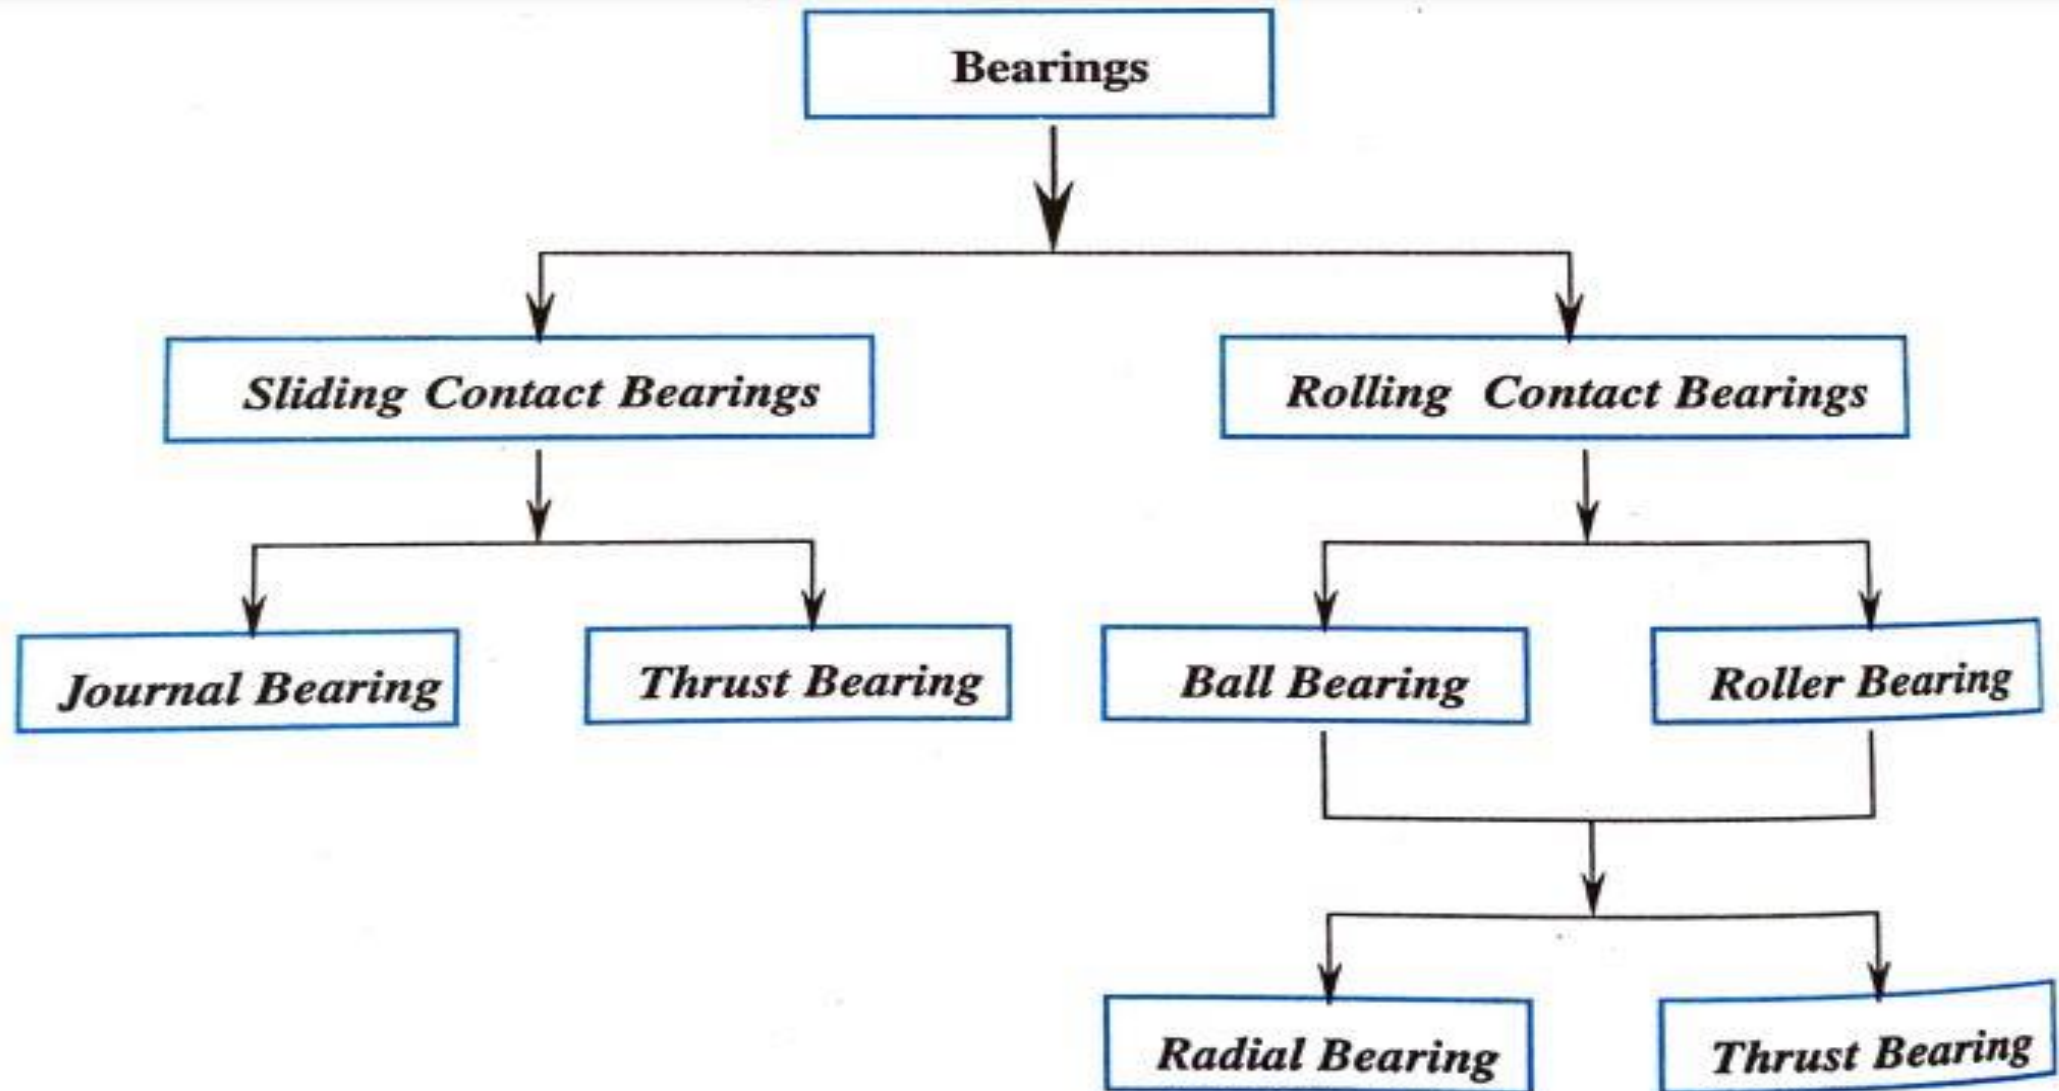 Bearings
Sliding Contact Bearings
Rolling Contact Bearings
Journal Bearing
Thrust Bearing
Ball Bearing
Roller Bearing
Radial Bearing
Thrust Bearing